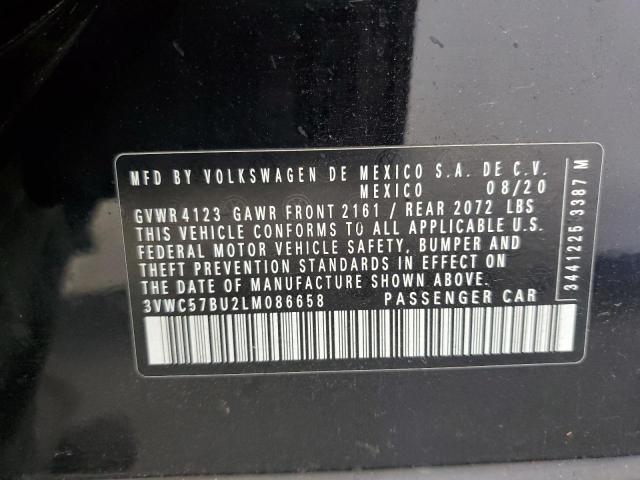 MFD BY VOLKSWAGEN DE MEXICO S.A. DE C.V.
MEXICO 08/20
GVWR 4123 GAWR FRONT 2161 / REAR 2072 LBS
THIS VEHICLE CONFORMS TO ALL APPLICABLE U.S.
FEDERAL MOTOR VEHICLE SAFETY, BUMPER AND
THEFT PREVENTION STANDARDS IN EFFECT ON
THE DATE OF MANUFACTURE SHOWN ABOVE.
3VWC57BU2LM086658 PASSENGER CAR
3441225 3387 M